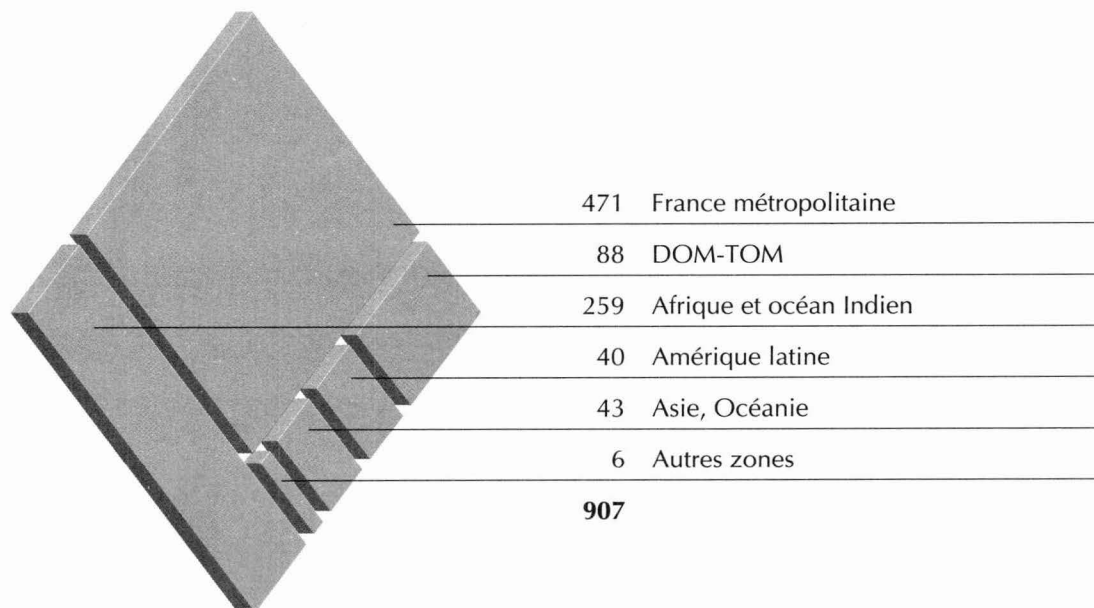 471 France métropolitaine
88 DOM-TOM
259 Afrique et océan Indien
40 Amérique latine
43 Asie, Océanie
6 Autres zones
907